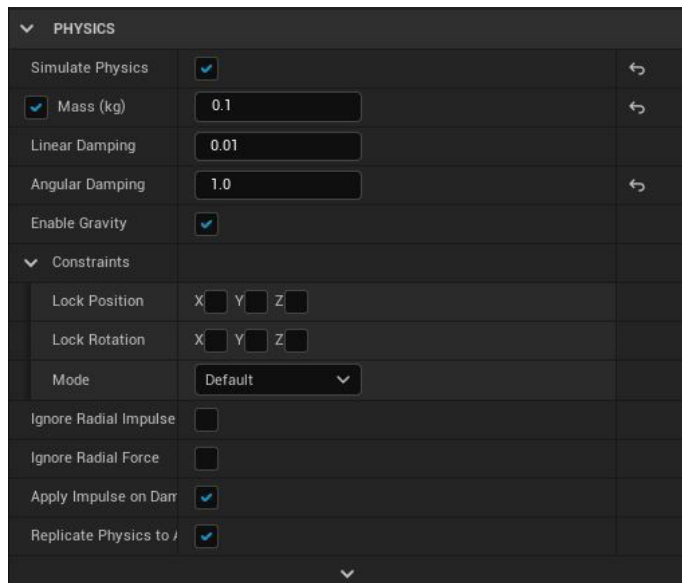 PHYSICS
Simulate Physics
Mass (kg) 0.1
Linear Damping 0.01
Angular Damping 1.0
Enable Gravity
Constraints
Lock Position X Y Z
Lock Rotation X Y Z
Mode Default
Ignore Radial Impulse
Ignore Radial Force
Apply Impulse on Dam
Replicate Physics to A